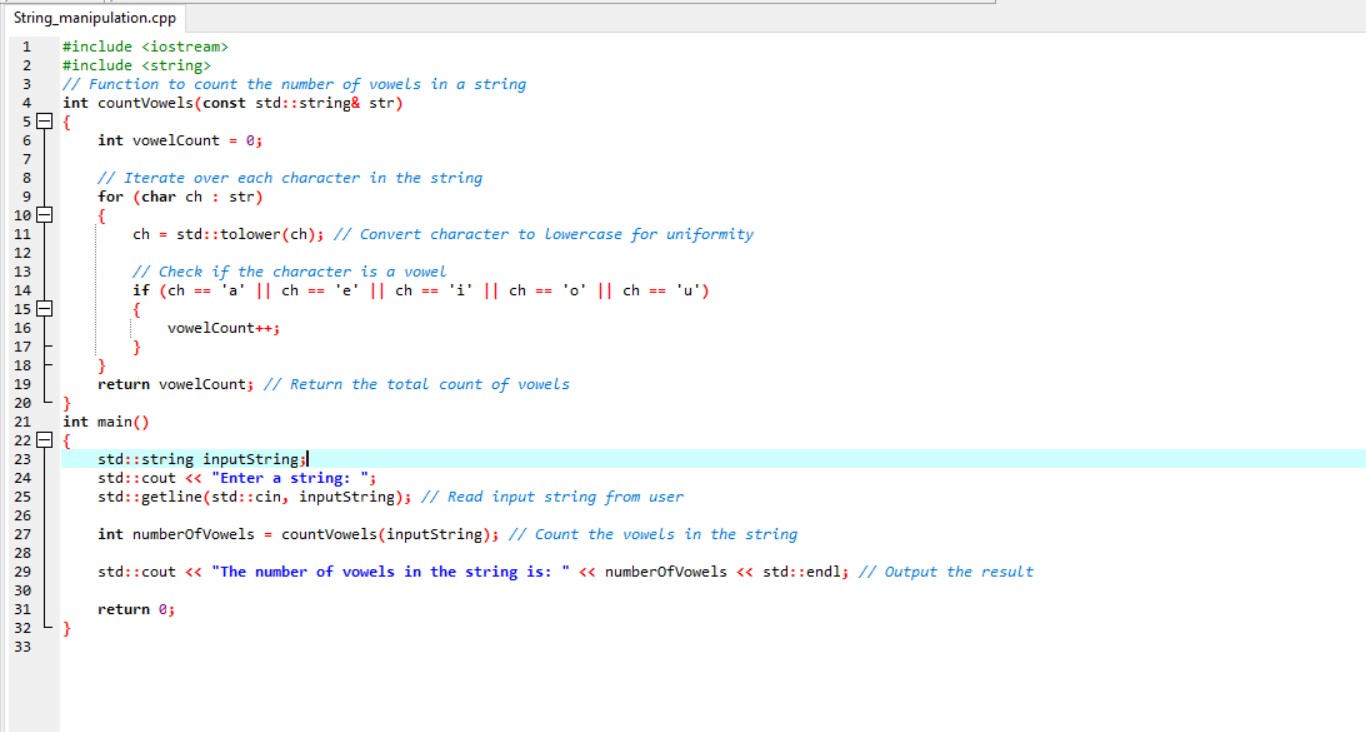 String_manipulation.cpp
1 #include <iostream>
2 #include <string>
3 // Function to count the number of vowels in a string
4 int countVowels(const std::string& str)
5 {
6     int vowelCount = 0;
7
8     // Iterate over each character in the string
9     for (char ch : str)
10     {
11         ch = std::tolower(ch); // Convert character to lowercase for uniformity
12
13         // Check if the character is a vowel
14         if (ch == 'a' || ch == 'e' || ch == 'i' || ch == 'o' || ch == 'u')
15         {
16             vowelCount++;
17         }
18     }
19     return vowelCount; // Return the total count of vowels
20 }
21 int main()
22 {
23     std::string inputString;
24     std::cout << "Enter a string: ";
25     std::getline(std::cin, inputString); // Read input string from user
26
27     int numberOfVowels = countVowels(inputString); // Count the vowels in the string
28
29     std::cout << "The number of vowels in the string is: " << numberOfVowels << std::endl; // Output the result
30
31     return 0;
32 }
33